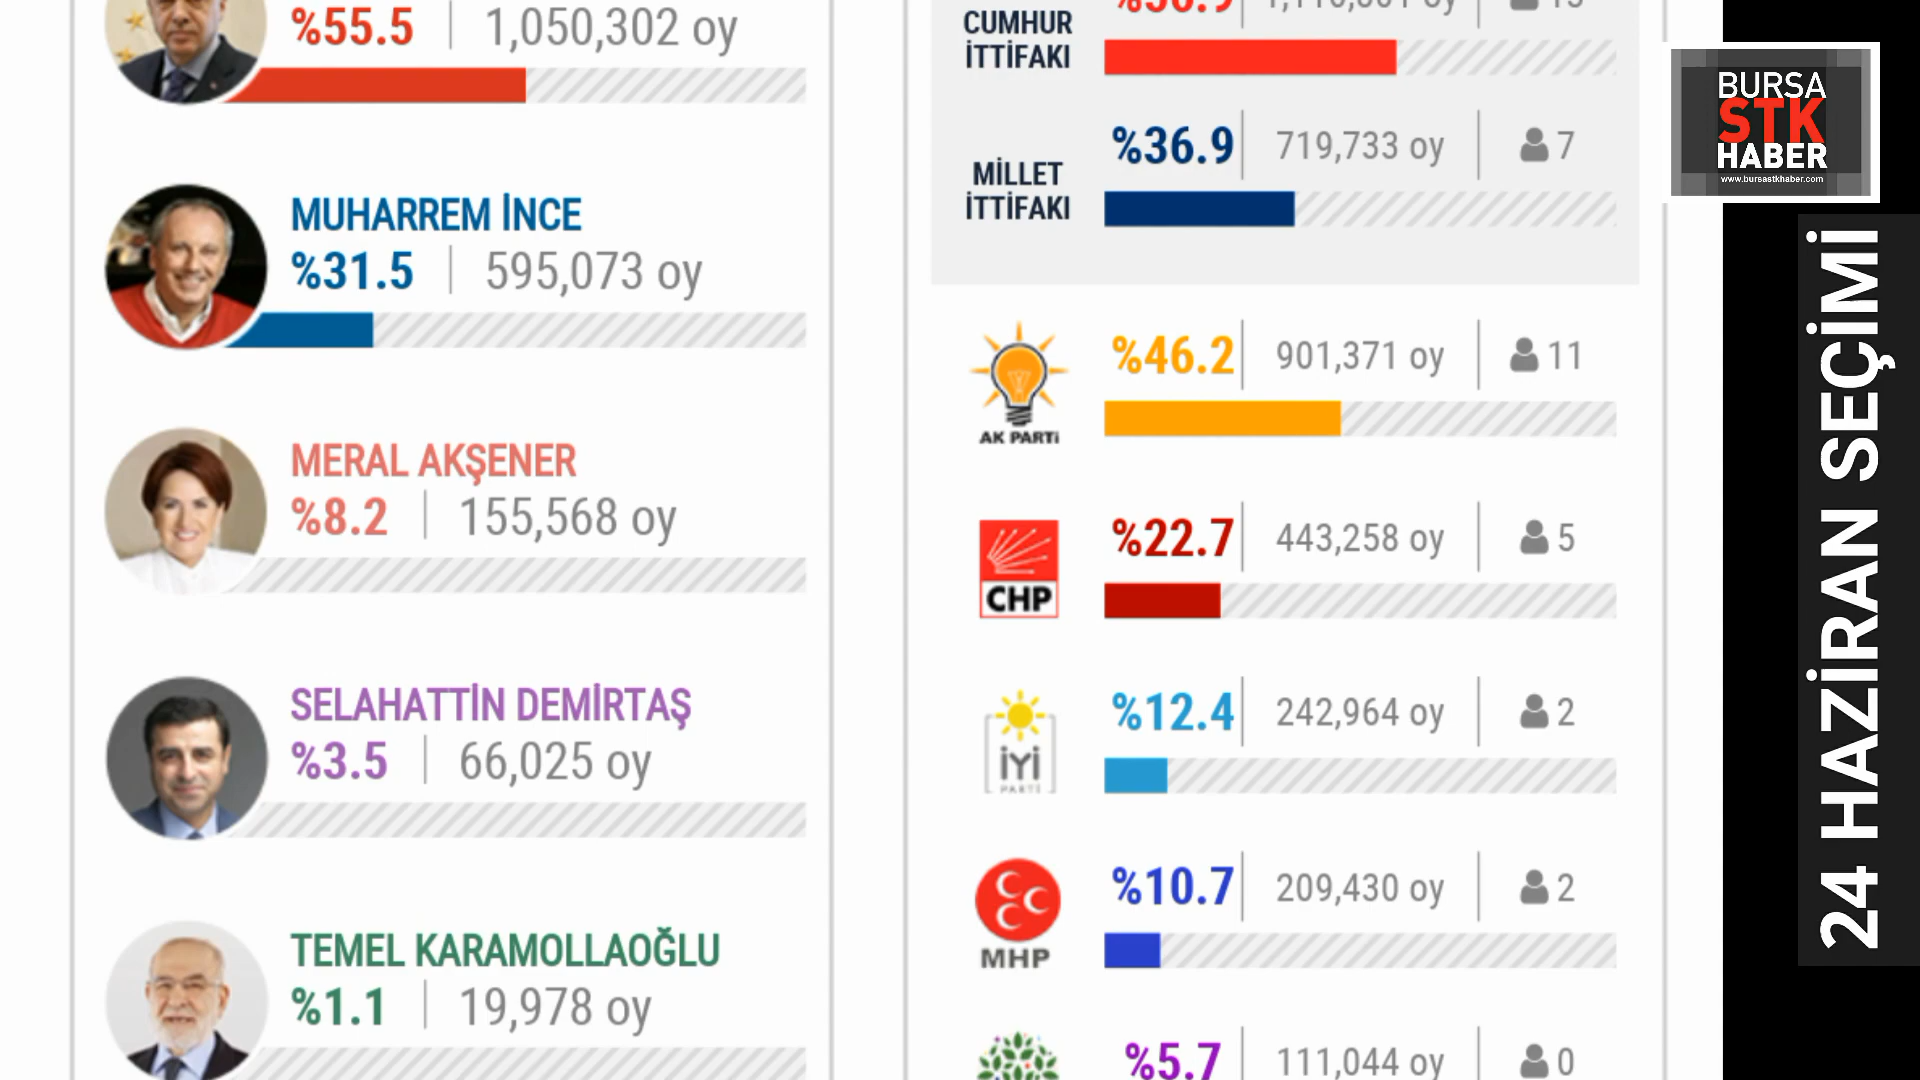 %55.5 1,050,302 oy
MUHARREM İNCE
%31.5 595,073 oy
MERAL AKŞENER
%8.2 155,568 oy
SELAHATTİN DEMİRTAŞ
%3.5 66,025 oy
TEMEL KARAMOLLAOĞLU
%1.1 19,978 oy
CUMHUR
İTTİFAKI
MİLLET
İTTİFAKI
%36.9 719,733 oy 7
AK PARTİ
%46.2 901,371 oy 11
CHP
%22.7 443,258 oy 5
İYİ
PARTİ
%12.4 242,964 oy 2
MHP
%10.7 209,430 oy 2
%5.7 111,044 oy 0
BURSA
STK
HABER
www.bursastkhaber.com
24 HAZİRAN SEÇİMİ